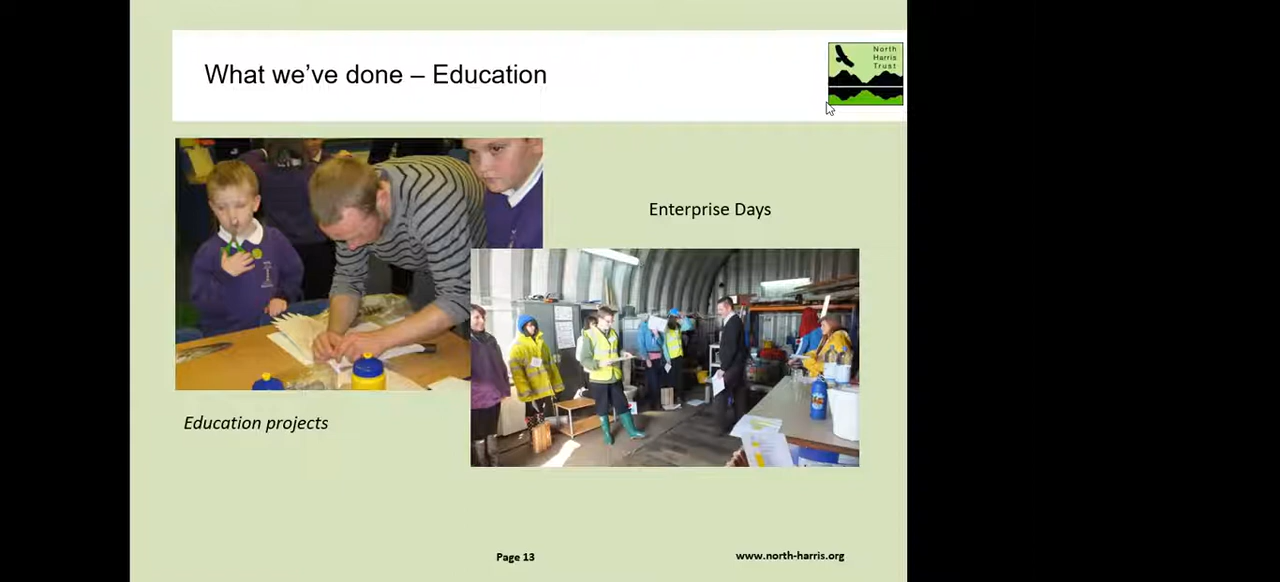 What we've done – Education
North
Harris
Trust
Enterprise Days
Education projects
Page 13
www.north-harris.org